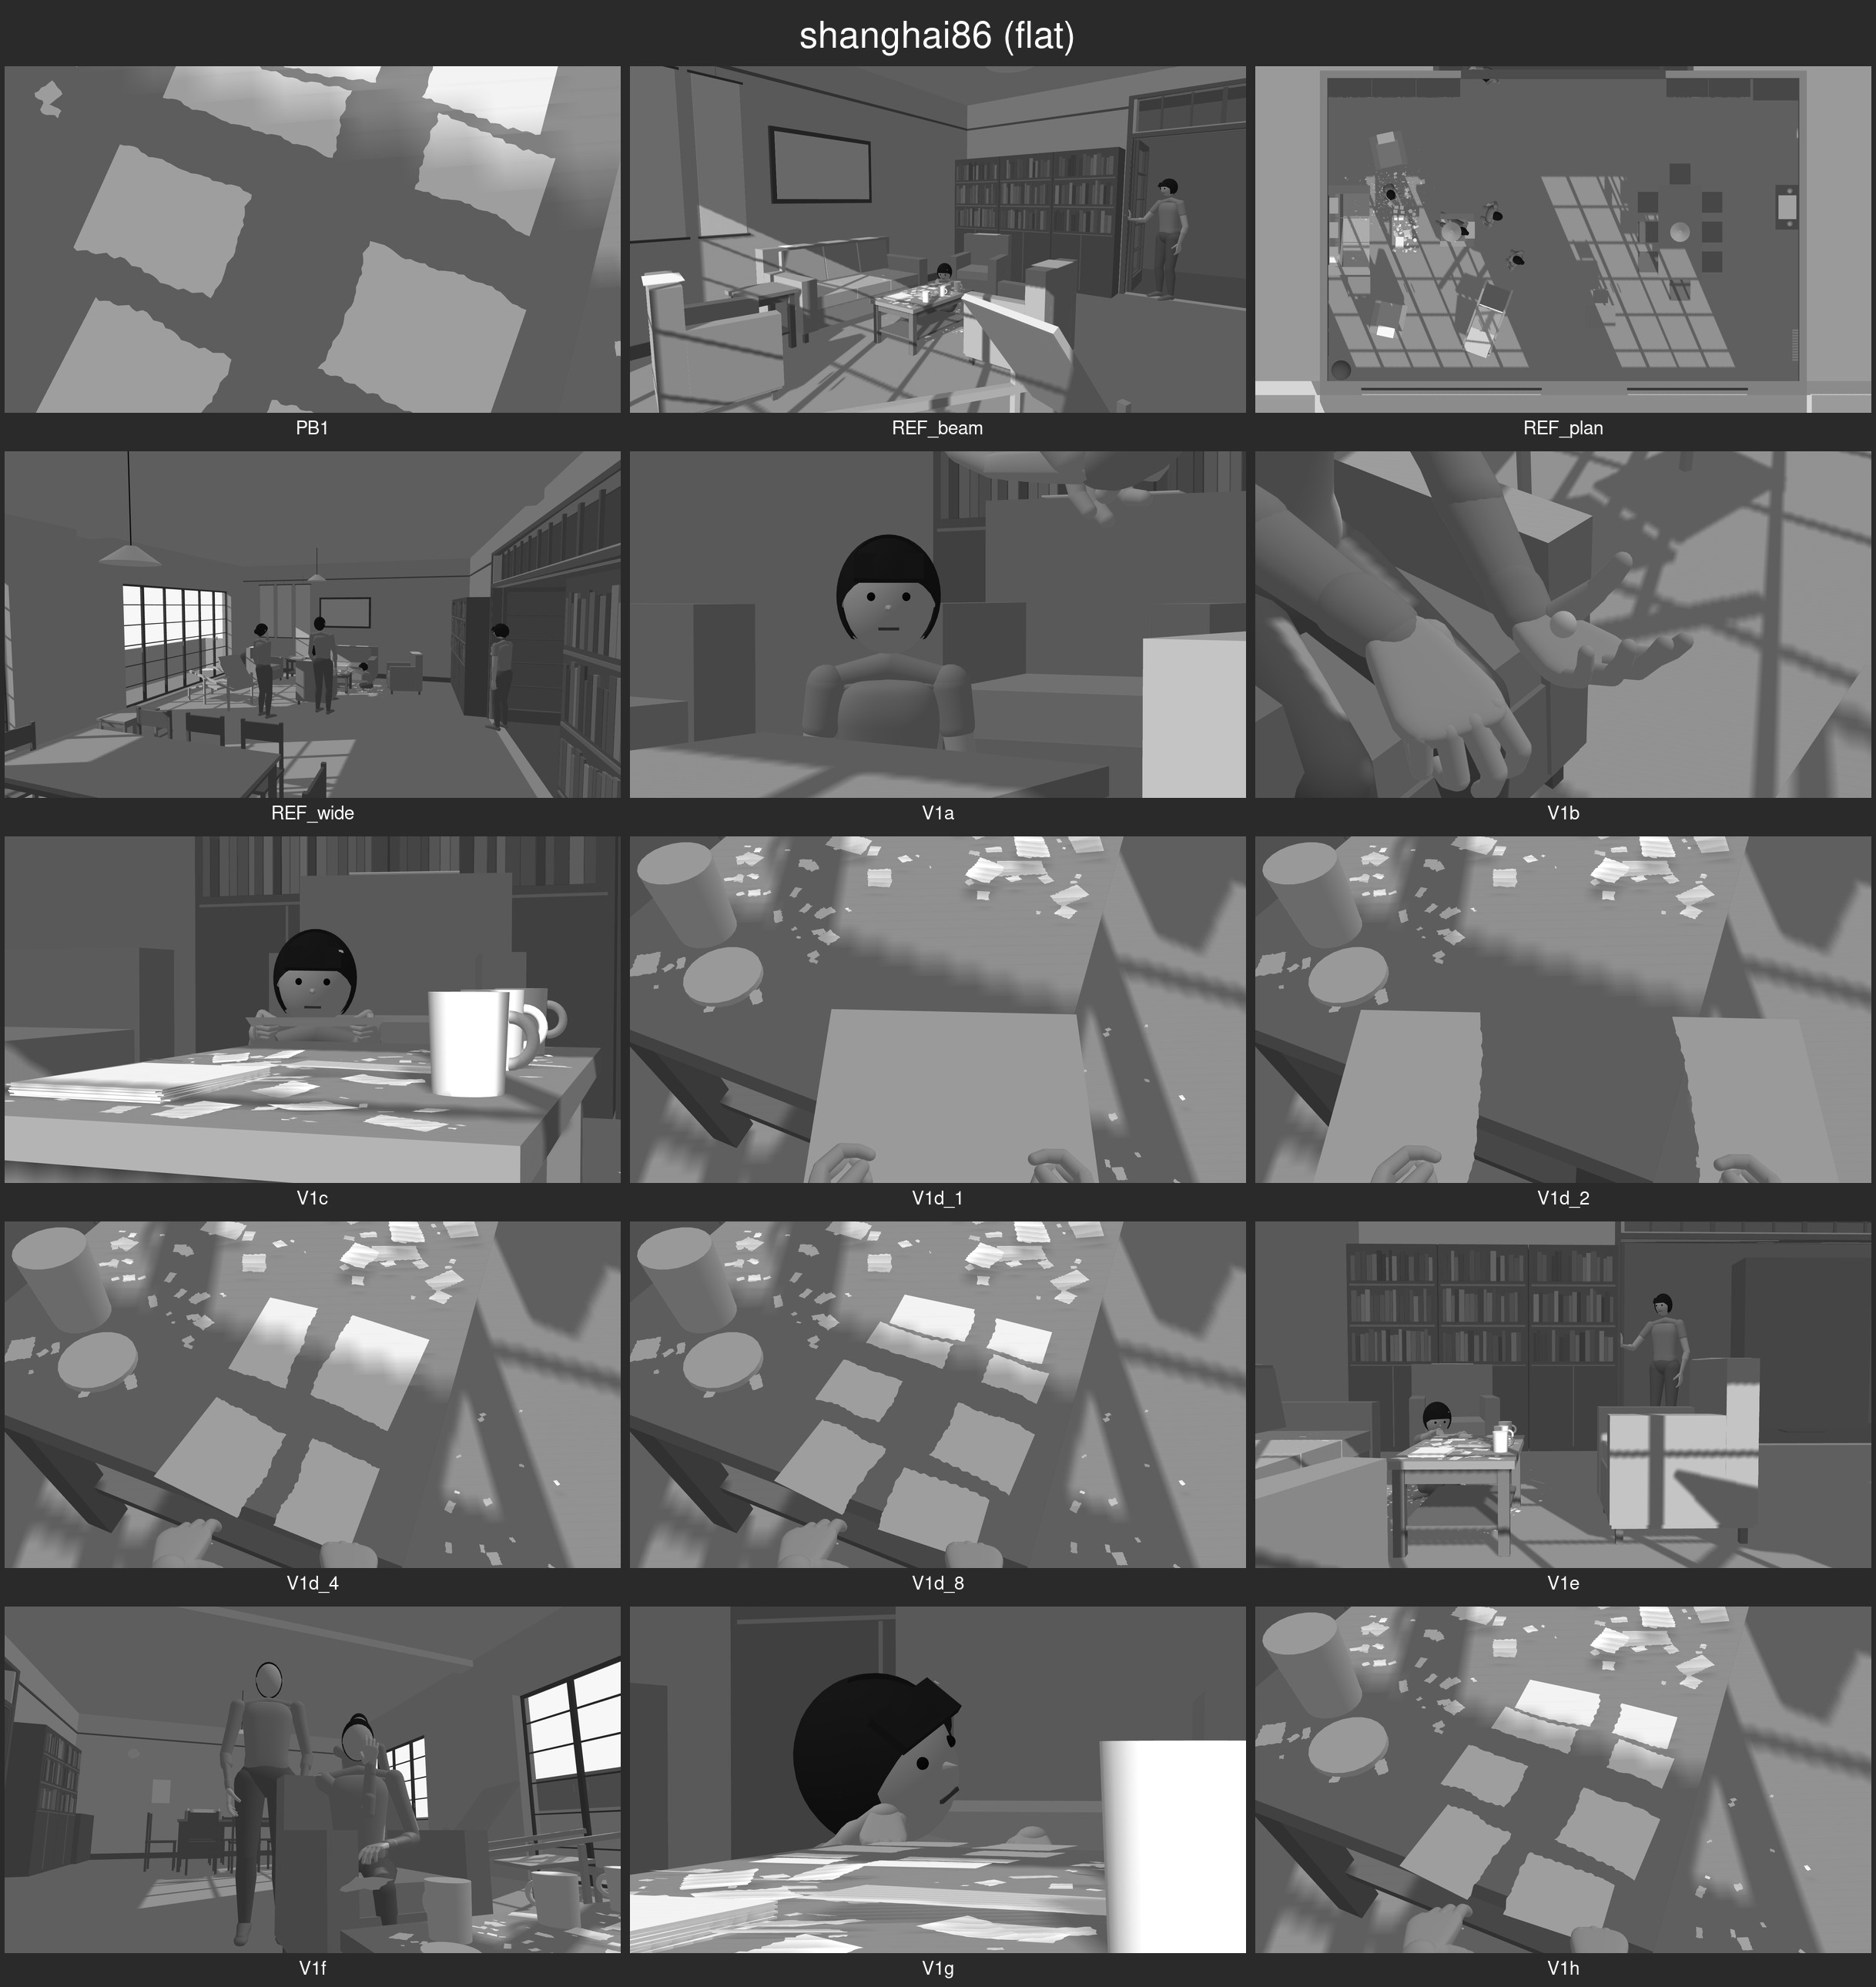 shanghai86 (flat)
PB1
REF_beam
REF_plan
REF_wide
V1a
V1b
V1c
V1d_1
V1d_2
V1d_4
V1d_8
V1e
V1f
V1g
V1h